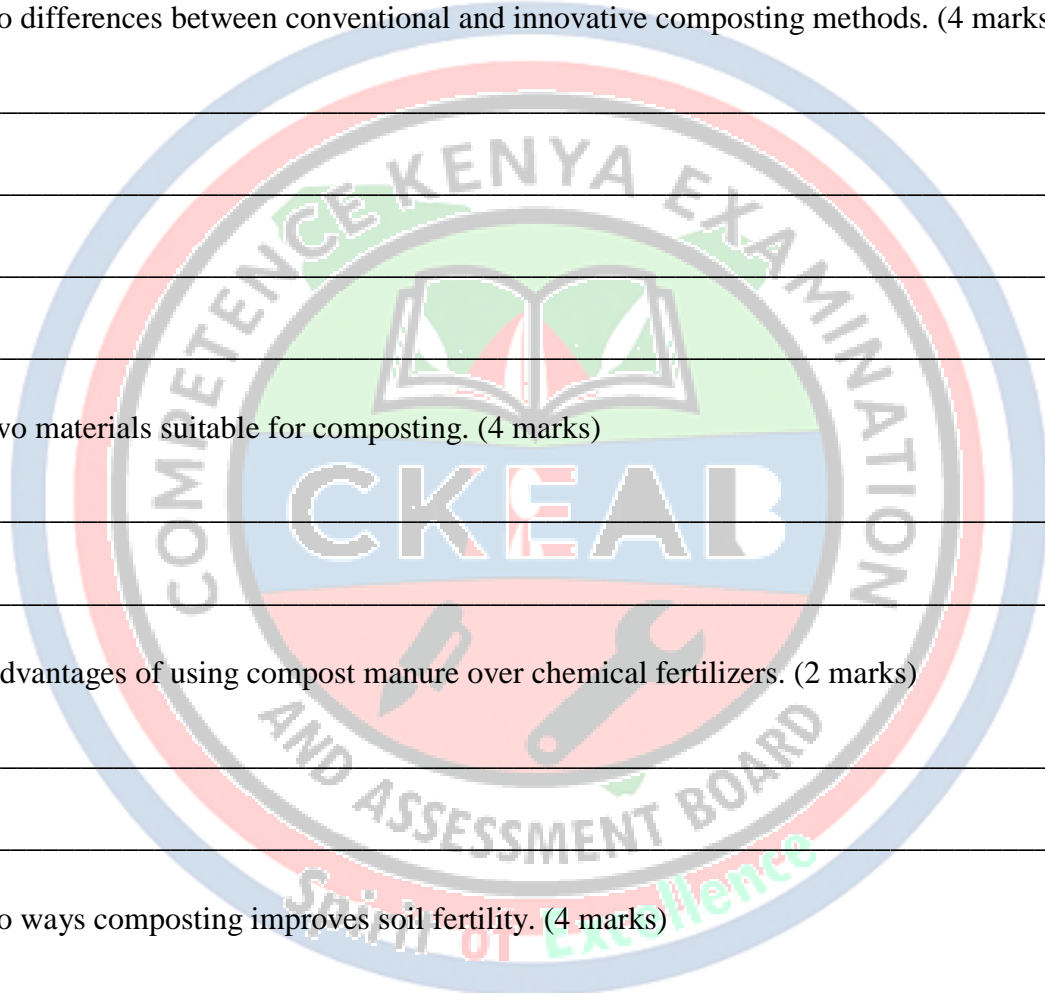 o differences between conventional and innovative composting methods. (4 marks
COMPETENCE KENYA EXAMINATION
wo materials suitable for composting. (4 marks)
CKEAB
dvantages of using compost manure over chemical fertilizers. (2 marks)
AND ASSESSMENT BOARD
o ways composting improves soil fertility. (4 marks)
Spirit of Excellence